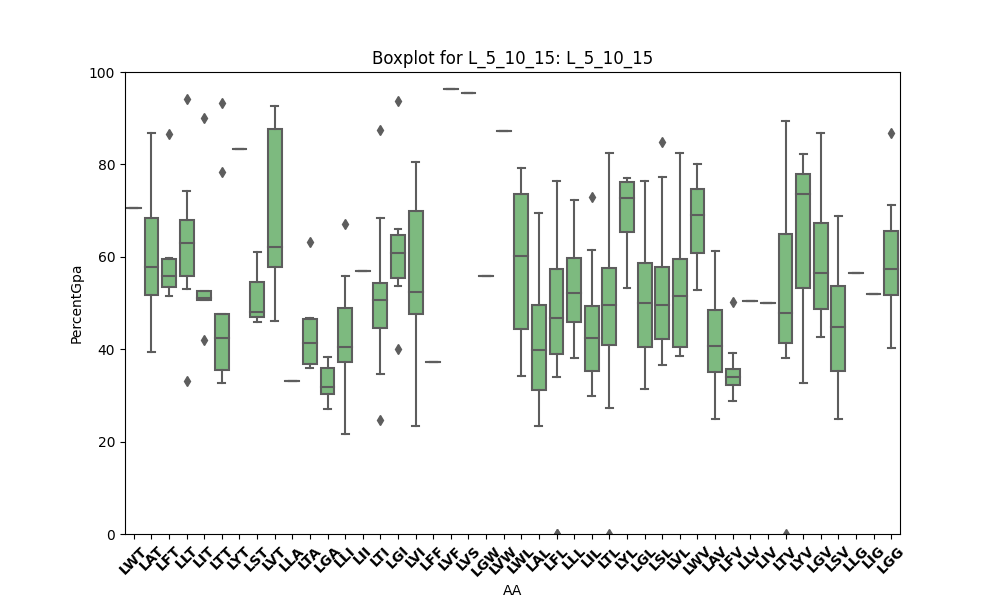 Boxplot for L_5_10_15: L_5_10_15
100
80
60
40
20
0
PercentGpa
LWT LAT LFT LLT LIT LTT LYT LST LVT LLA LTA LGA LLI LII LTI LGI LVI LFF LVF LVS LGW LVW LWL LAL LFL LLL LIL LTL LYL LGL LSL LVL LWV LAV LFV LLV LIV LTV LYV LGV LSV LLG LIG LGG
AA